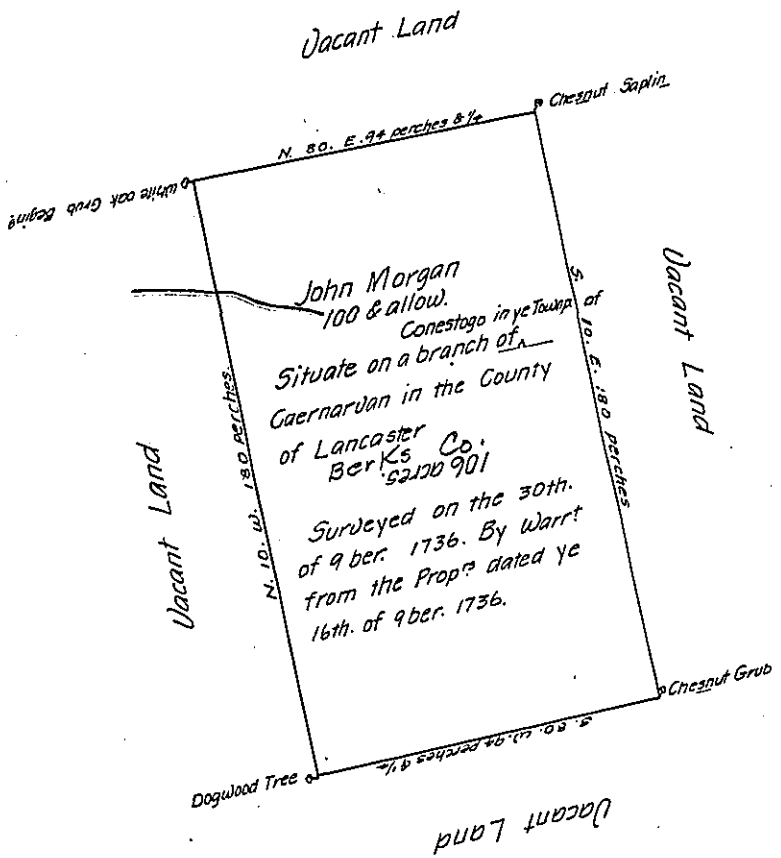 Vacant Land
Chesnut Saplin
N. 80. E. 94 perches & 1/4
White oak Grub Begin?
John Morgan
100 & allow.
Conestogo in ye Townp of
Situate on a branch of ^
Caernarvan in the County
of Lancaster
Berks Co.
106 acres.
Surveyed on the 30th.
of 9ber. 1736. By Warrt
from the Prop?s dated ye
16th. of 9ber. 1736.
S. 10. E. 180 perches
Vacant Land
N. 10. W. 180 perches.
Vacant Land
Chesnut Grub
S. 80. W. 94 perches & 1/4
Dogwood Tree
Vacant Land